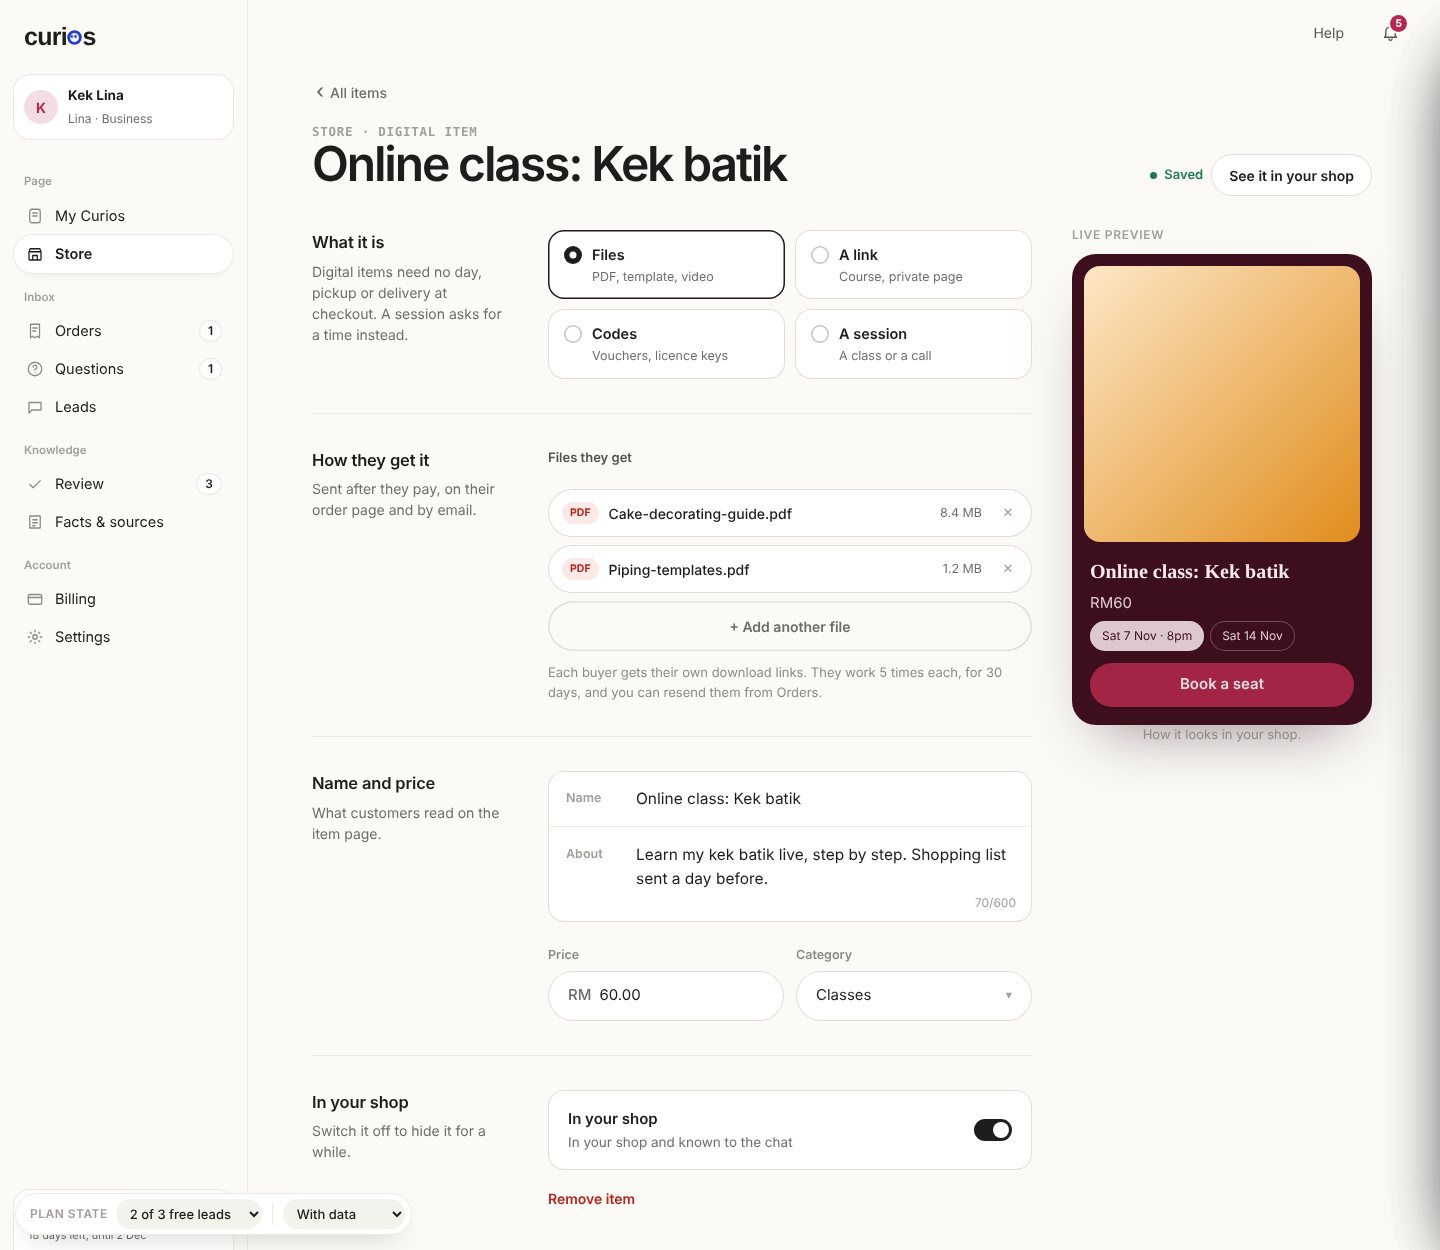 curios
Kek Lina
K
Lina · Business
Page
My Curios
Store
Inbox
Orders
1
Questions
1
Leads
Knowledge
Review
3
Facts & sources
Account
Billing
Settings
Help
5
All items
STORE · DIGITAL ITEM
Online class: Kek batik
Saved
See it in your shop
What it is
Digital items need no day,
pickup or delivery at
checkout. A session asks for
a time instead.
Files
PDF, template, video
A link
Course, private page
Codes
Vouchers, licence keys
A session
A class or a call
How they get it
Sent after they pay, on their
order page and by email.
Files they get
PDF
Cake-decorating-guide.pdf
8.4 MB
×
PDF
Piping-templates.pdf
1.2 MB
×
+ Add another file
Each buyer gets their own download links. They work 5 times each, for 30
days, and you can resend them from Orders.
Name and price
What customers read on the
item page.
Name
Online class: Kek batik
About
Learn my kek batik live, step by step. Shopping list
sent a day before.
70/600
Price
RM 60.00
Category
Classes
In your shop
Switch it off to hide it for a
while.
In your shop
In your shop and known to the chat
Remove item
LIVE PREVIEW
Online class: Kek batik
RM60
Sat 7 Nov · 8pm
Sat 14 Nov
Book a seat
How it looks in your shop.
PLAN STATE
2 of 3 free leads
With data
18 days left, until 2 Dec